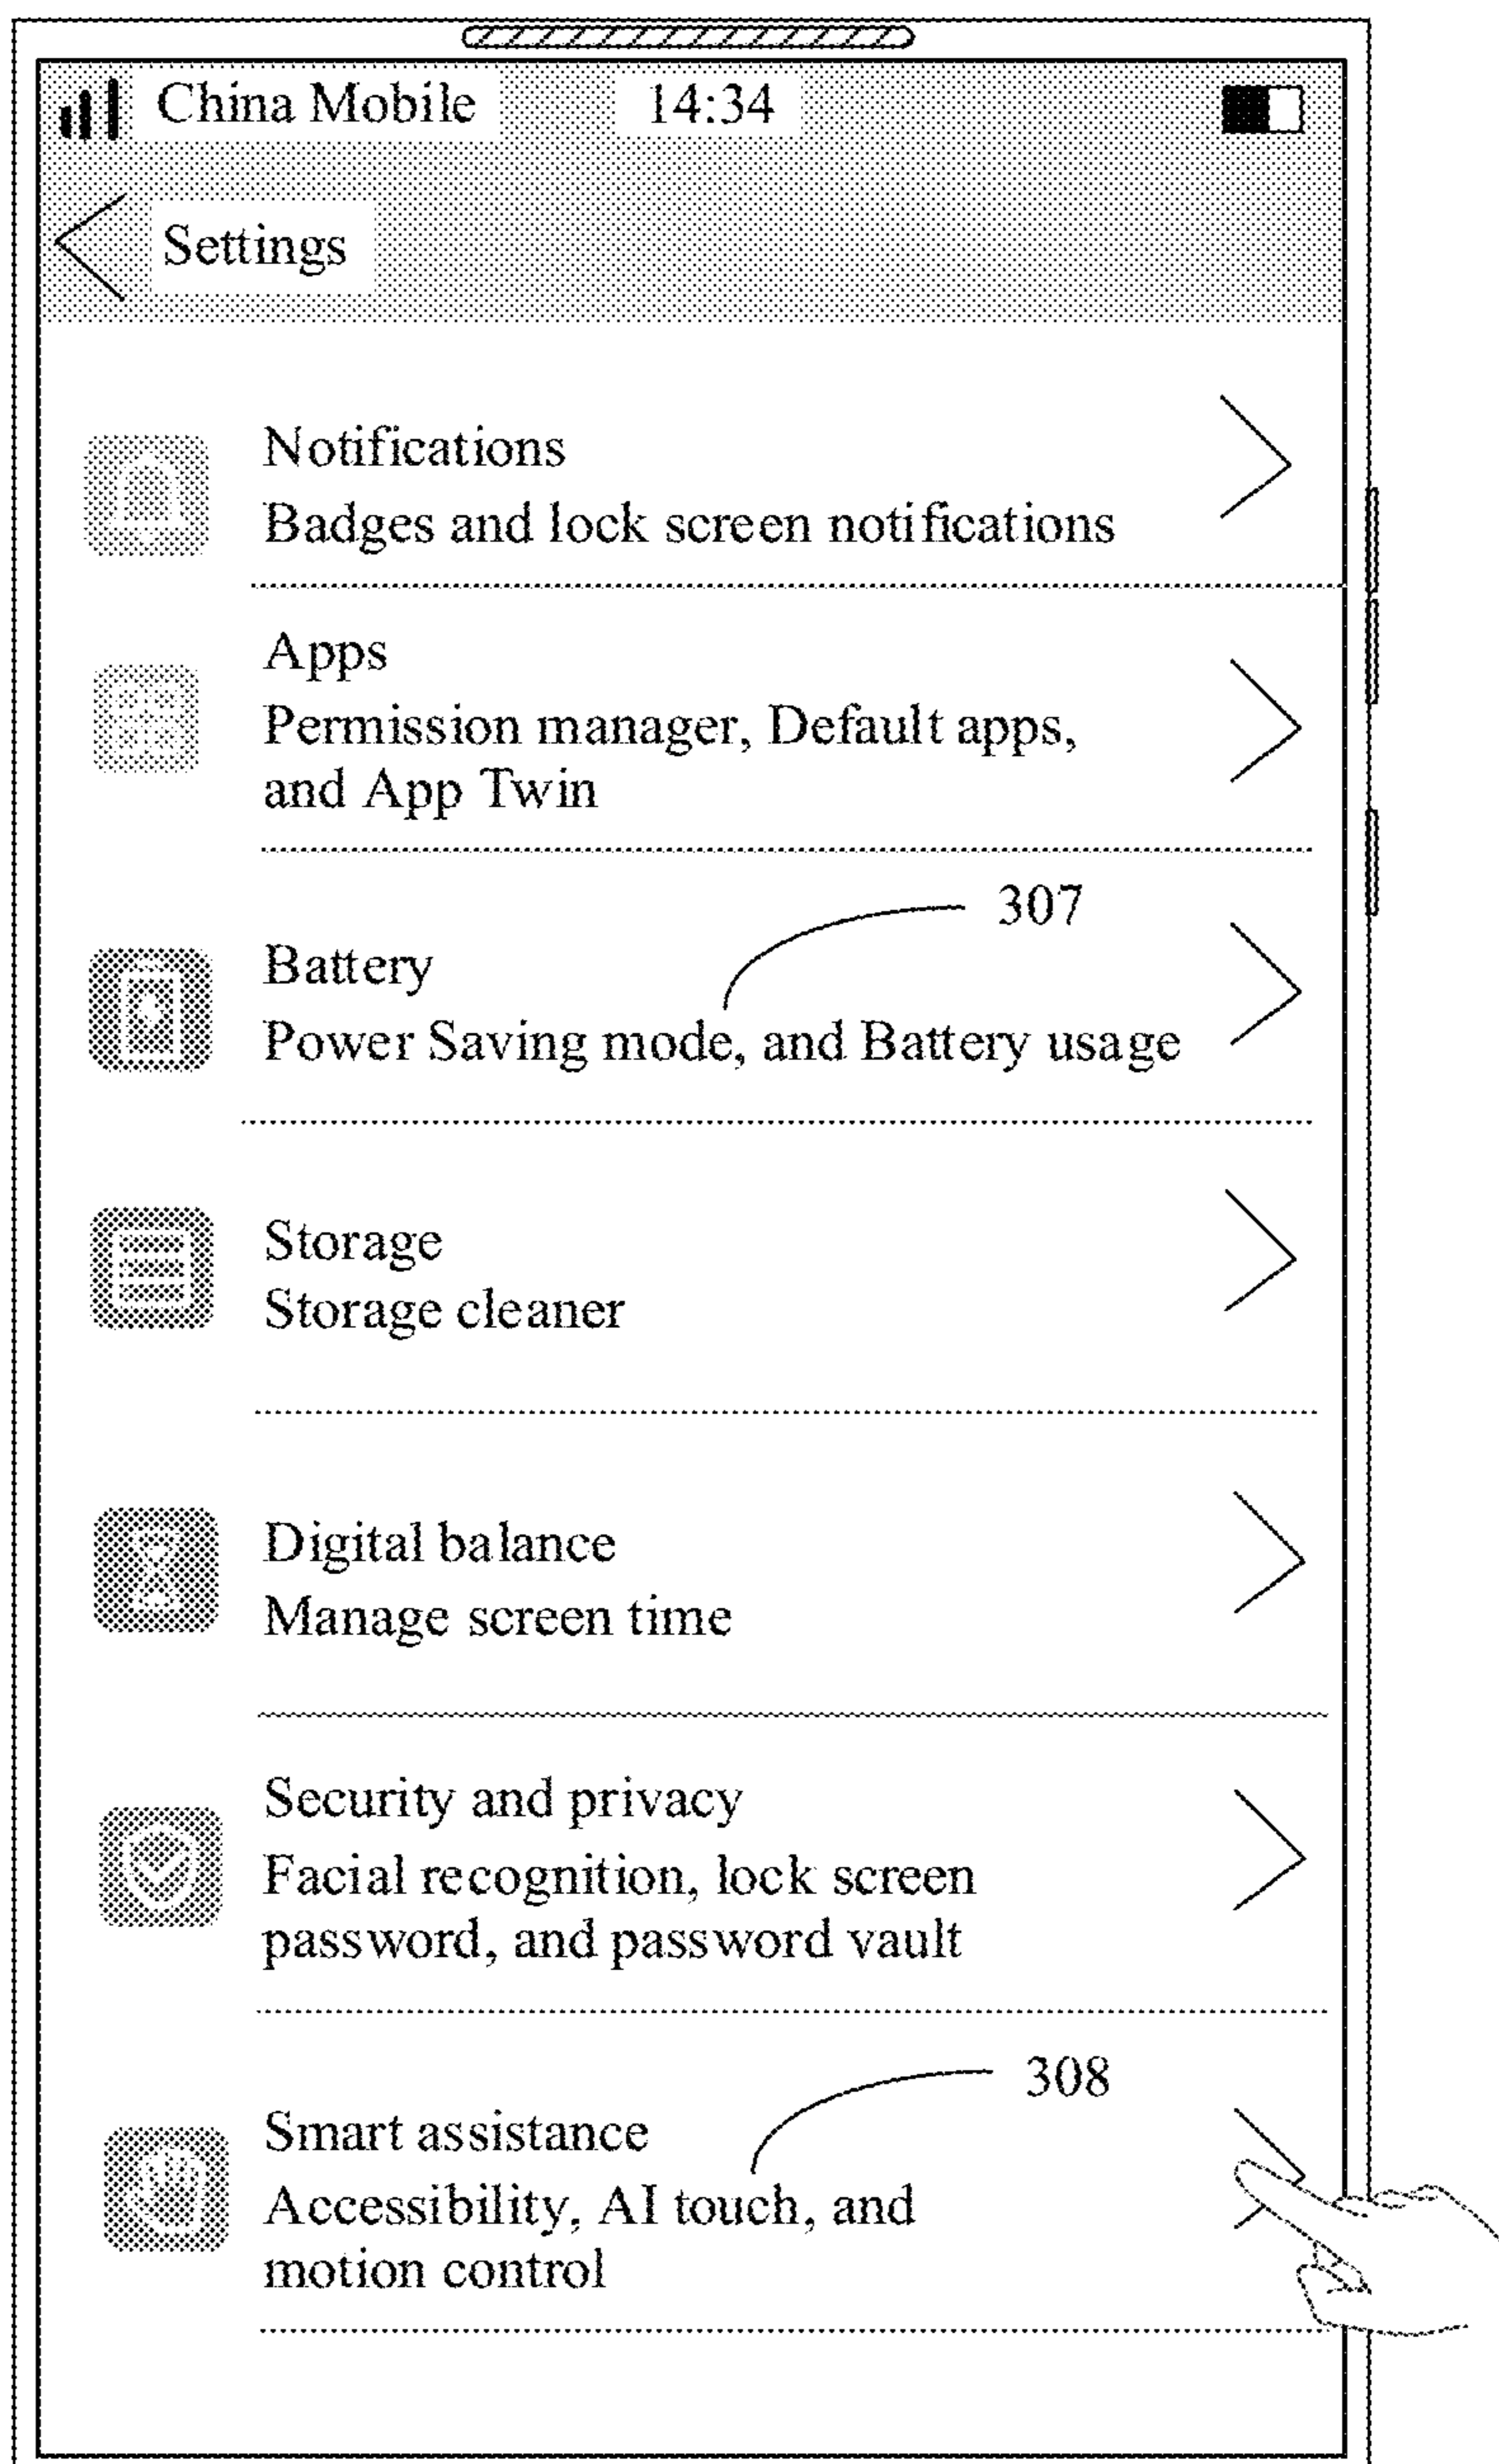 China Mobile 14:34
Settings
Notifications
Badges and lock screen notifications
Apps
Permission manager, Default apps,
and App Twin
307
Battery
Power Saving mode, and Battery usage
Storage
Storage cleaner
Digital balance
Manage screen time
Security and privacy
Facial recognition, lock screen
password, and password vault
308
Smart assistance
Accessibility, AI touch, and
motion control